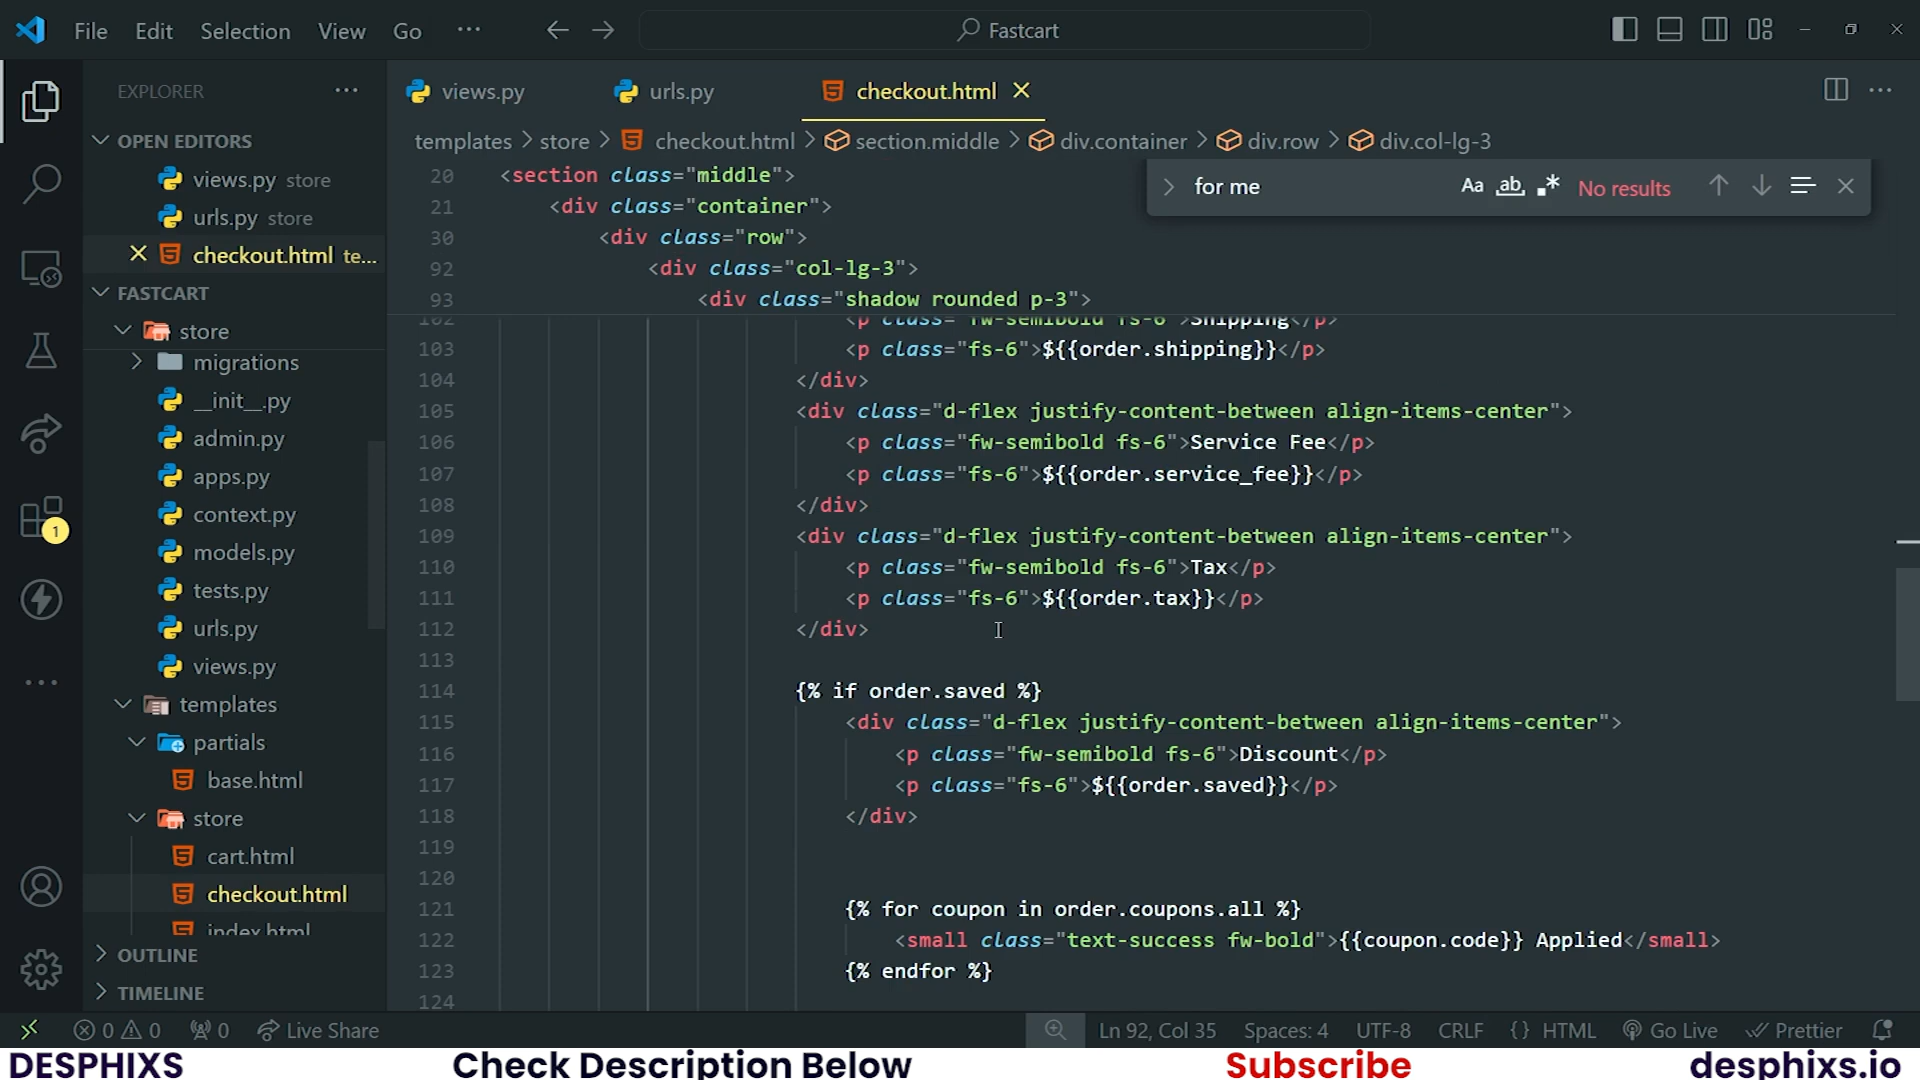 File Edit Selection View Go ··· Fastcart
EXPLORER ···
views.py urls.py checkout.html
OPEN EDITORS
views.py store
urls.py store
checkout.html te...
FASTCART
store
migrations
__init__.py
admin.py
apps.py
context.py
models.py
tests.py
urls.py
views.py
templates
partials
base.html
store
cart.html
checkout.html
index.html
OUTLINE
TIMELINE
1
templates > store > checkout.html > section.middle > div.container > div.row > div.col-lg-3
for me Aa ab .* No results
20 <section class="middle">
21 <div class="container">
30 <div class="row">
92 <div class="col-lg-3">
93 <div class="shadow rounded p-3">
102 <p class="fw-semibold fs-6">Shipping</p>
103 <p class="fs-6">${{order.shipping}}</p>
104 </div>
105 <div class="d-flex justify-content-between align-items-center">
106 <p class="fw-semibold fs-6">Service Fee</p>
107 <p class="fs-6">${{order.service_fee}}</p>
108 </div>
109 <div class="d-flex justify-content-between align-items-center">
110 <p class="fw-semibold fs-6">Tax</p>
111 <p class="fs-6">${{order.tax}}</p>
112 </div>
113
114 {% if order.saved %}
115 <div class="d-flex justify-content-between align-items-center">
116 <p class="fw-semibold fs-6">Discount</p>
117 <p class="fs-6">${{order.saved}}</p>
118 </div>
119
120
121 {% for coupon in order.coupons.all %}
122 <small class="text-success fw-bold">{{coupon.code}} Applied</small>
123 {% endfor %}
124
0 0 0 Live Share Ln 92, Col 35 Spaces: 4 UTF-8 CRLF {} HTML Go Live Prettier
DESPHIXS Check Description Below Subscribe desphixs.io